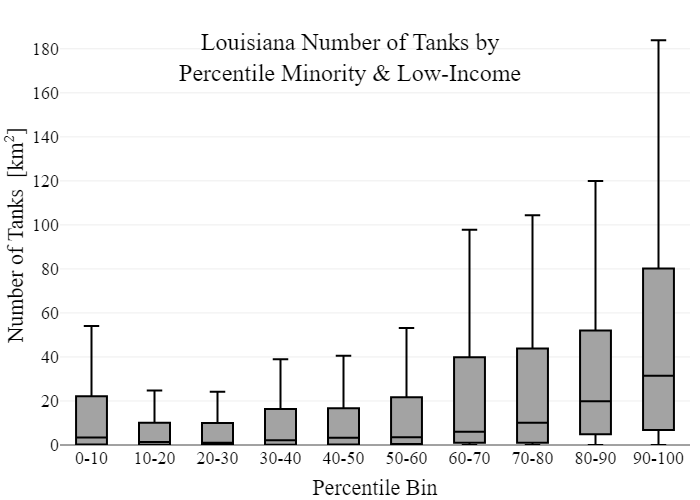 Louisiana Number of Tanks by
Percentile Minority & Low-Income
Number of Tanks [km²]
180
160
140
120
100
80
60
40
20
0
0-10 10-20 20-30 30-40 40-50 50-60 60-70 70-80 80-90 90-100
Percentile Bin